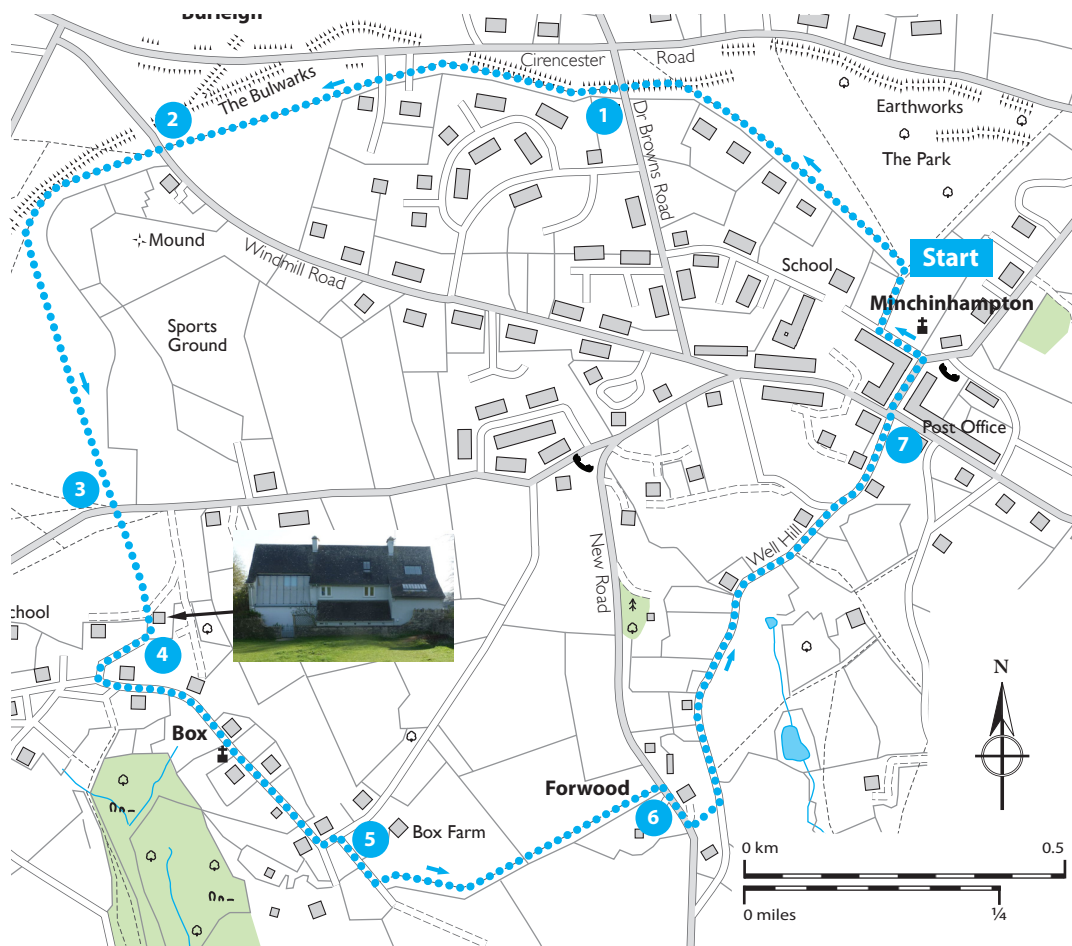 Burleigh
Cirencester Road
The Bulwarks
Earthworks
1
2
Dr Browns Road
The Park
Mound
Windmill Road
Start
School
Minchinhampton
Sports
Ground
Post Office
7
3
New Road
Well Hill
chool
4
N
Box
Forwood
6
5
Box Farm
0 km
0.5
0 miles
¼